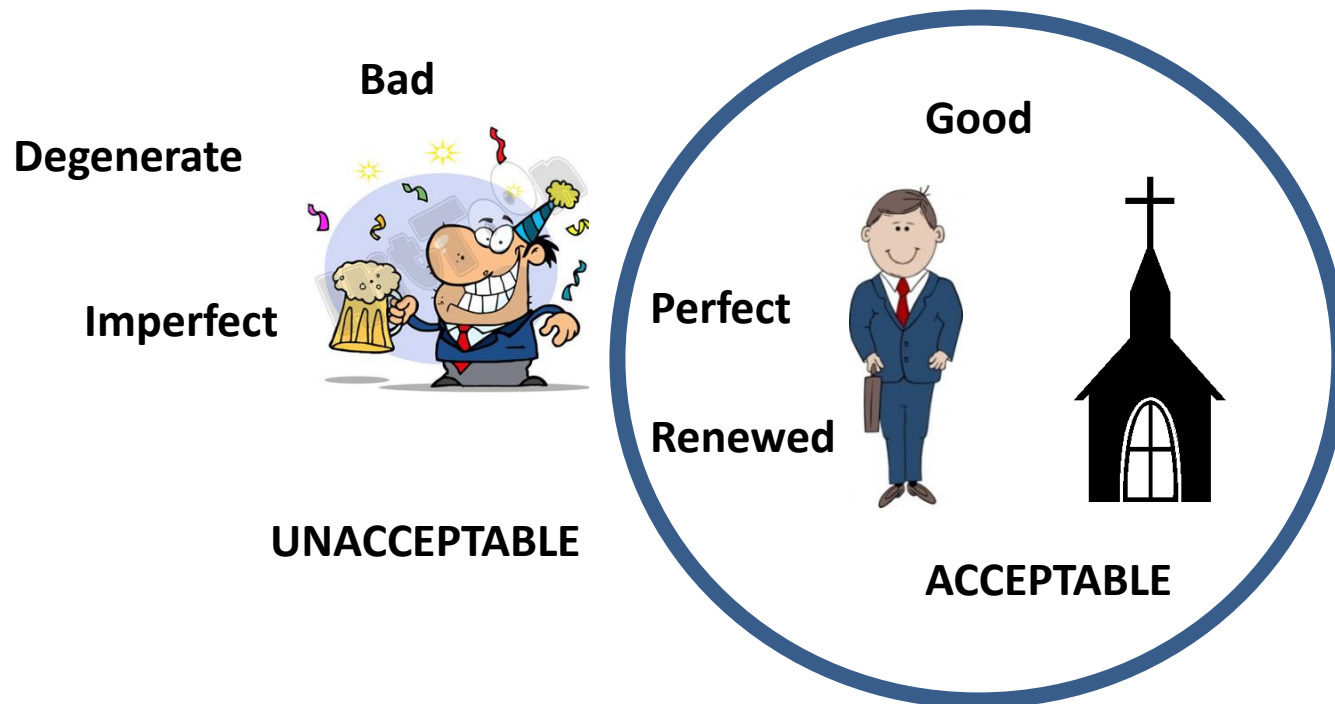 Bad
Degenerate
Imperfect
UNACCEPTABLE
Good
Perfect
Renewed
ACCEPTABLE